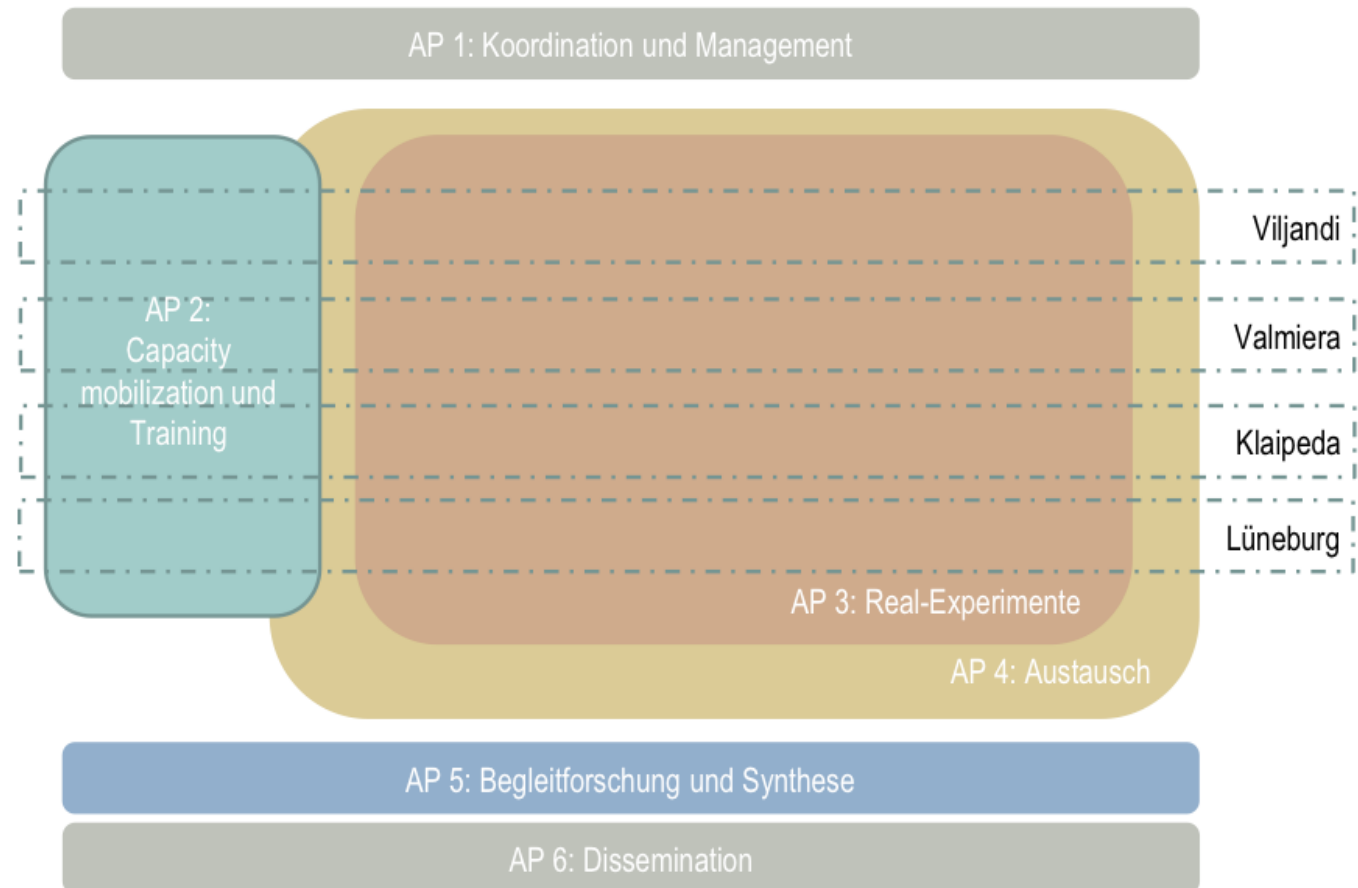 AP 1: Koordination und Management
Viljandi
AP 2:
Capacity
mobilization und
Training
Valmiera
Klaipeda
Lüneburg
AP 3: Real-Experimente
AP 4: Austausch
AP 5: Begleitforschung und Synthese
AP 6: Dissemination